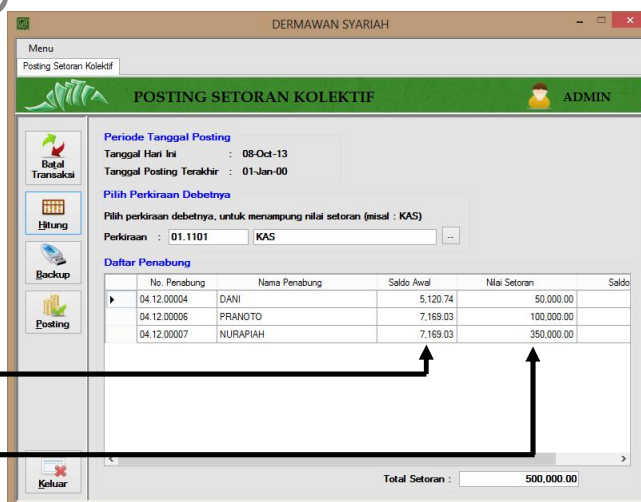 DERMAWAN SYARIAH
Menu
Posting Setoran Kolektif
POSTING SETORAN KOLEKTIF
ADMIN
Batal Transaksi
Hitung
Backup
Posting
Keluar
Periode Tanggal Posting
Tanggal Hari Ini : 08-Oct-13
Tanggal Posting Terakhir : 01-Jan-00
Pilih Perkiraan Debetnya
Pilih perkiraan debetnya, untuk menampung nilai setoran (misal : KAS)
Perkiraan : 01.1101 KAS ...
Daftar Penabung
No. Penabung Nama Penabung Saldo Awal Nilai Setoran Saldo
04.12.00004 DANI 5,120.74 50,000.00
04.12.00006 PRANOTO 7,169.03 100,000.00
04.12.00007 NURAPIAH 7,169.03 350,000.00
Total Setoran : 500,000.00